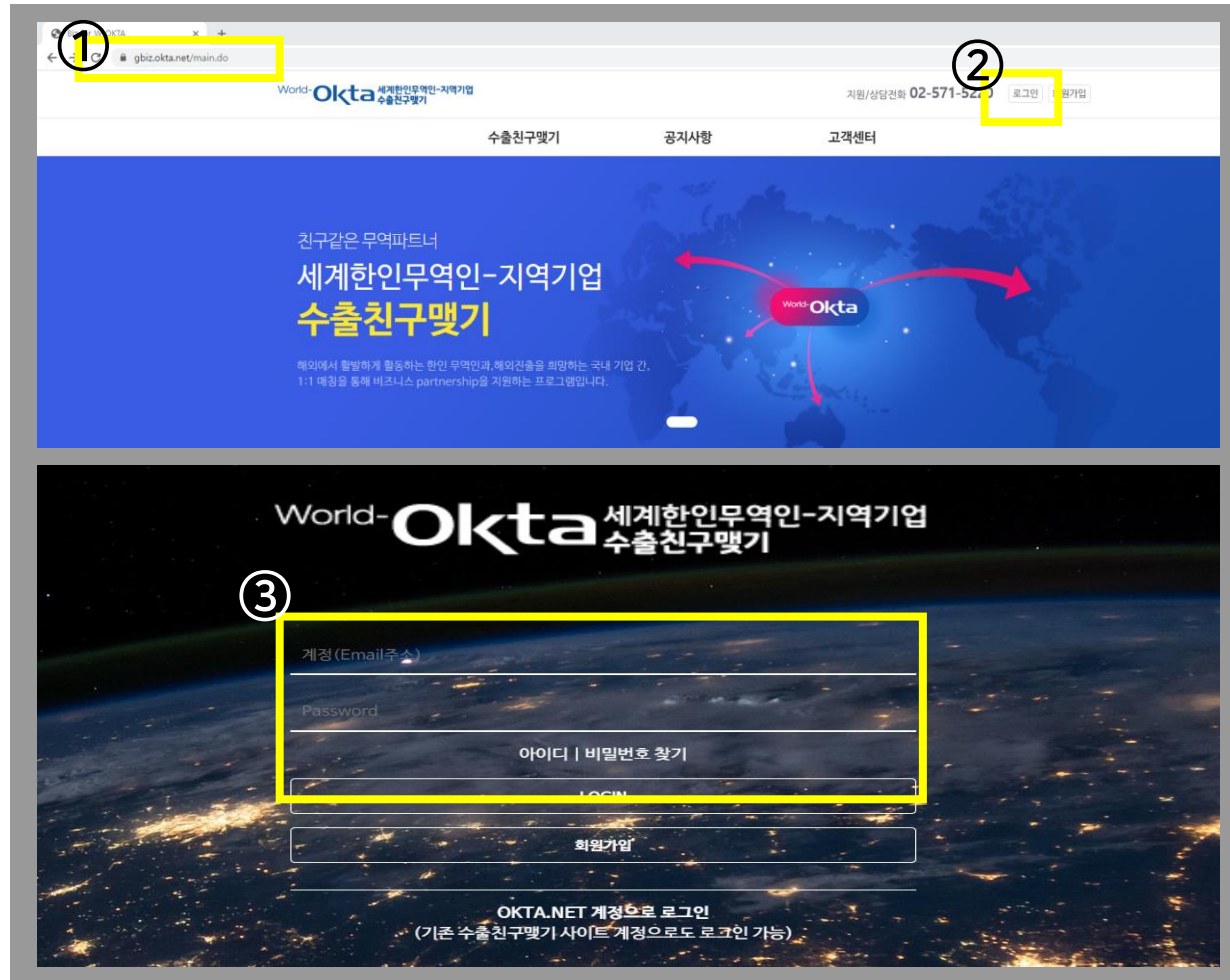 ①
gbiz.okta.net/main.do
②
World-Okta 세계한인무역인-지역기업
수출친구맺기
지원/상담전화 02-571-52
로그인
수출친구맺기 공지사항 고객센터
친구같은 무역파트너
세계한인무역인-지역기업
수출친구맺기
World-Okta
해외에서 활발하게 활동하는 한인 무역인과,해외진출을 희망하는 국내 기업 간,
1:1 매칭을 통해 비즈니스 partnership을 지원하는 프로그램입니다.
World-Okta 세계한인무역인-지역기업
수출친구맺기
③
계정(Email주소)
Password
아이디 | 비밀번호 찾기
LOGIN
회원가입
OKTA.NET 계정으로 로그인
(기존 수출친구맺기 사이트 계정으로도 로그인 가능)